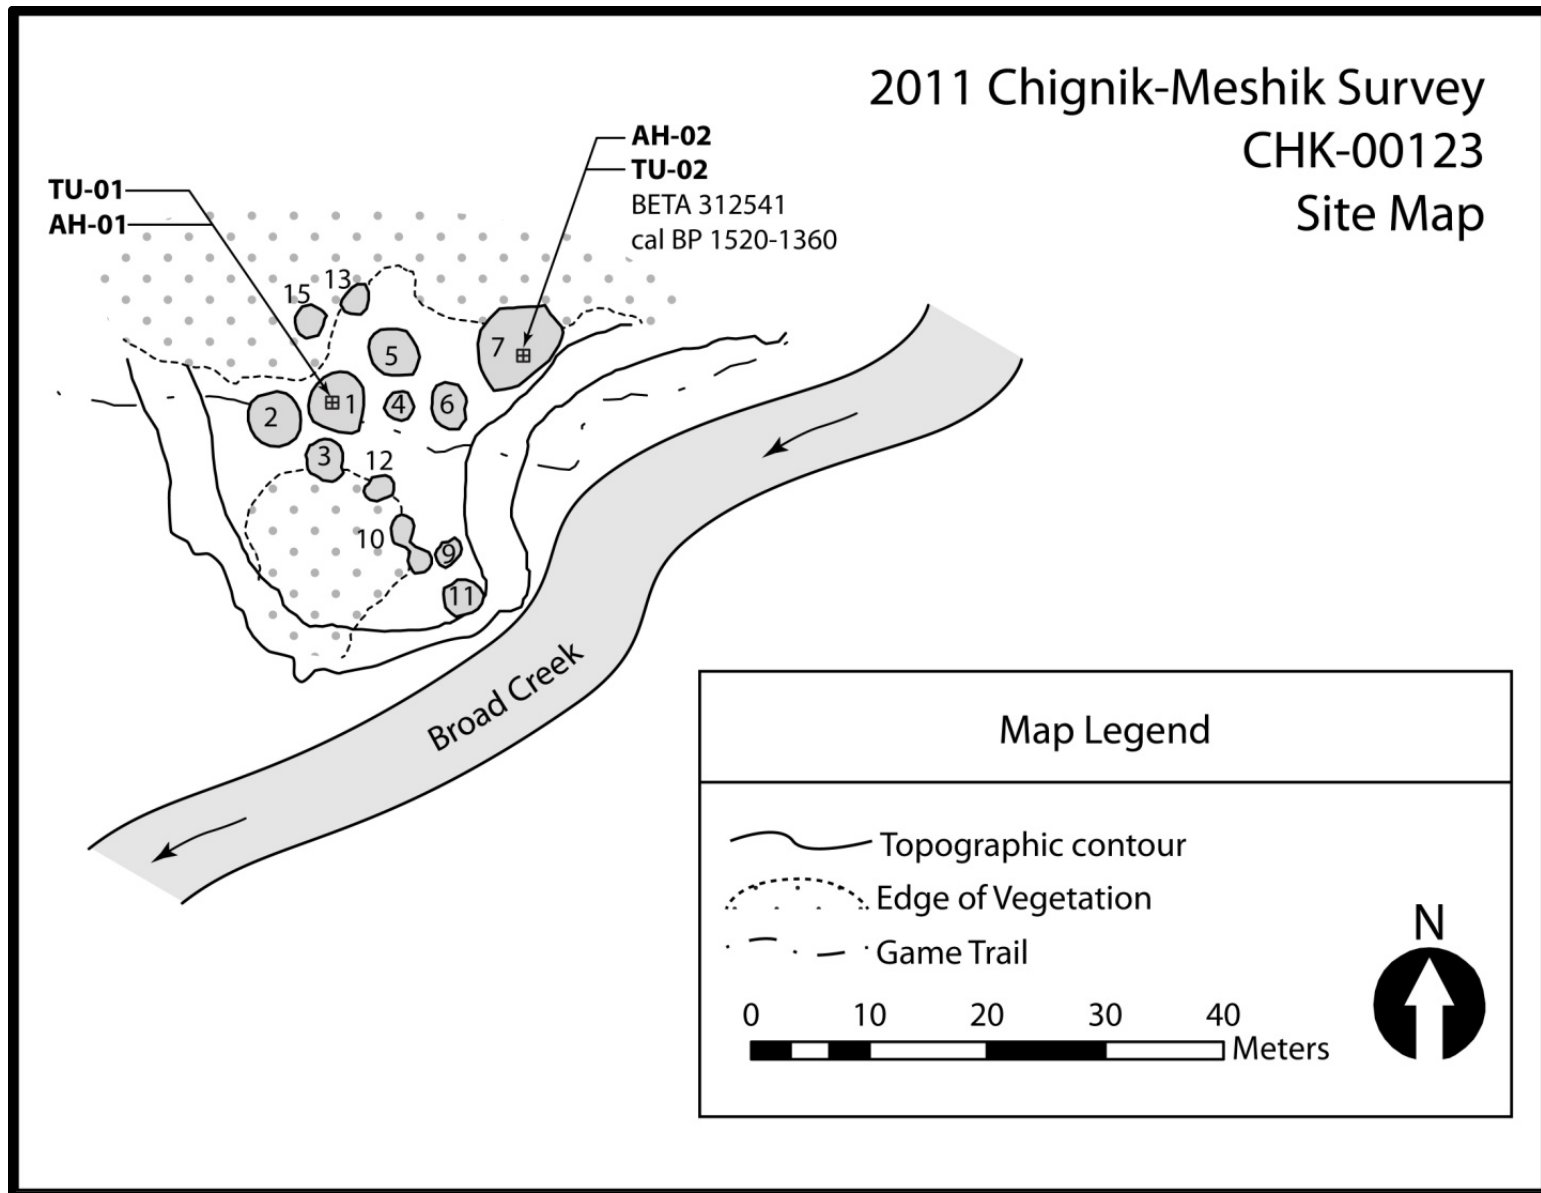 2011 Chignik-Meshik Survey
CHK-00123
Site Map
AH-02
TU-02
BETA 312541
cal BP 1520-1360
TU-01
AH-01
13
15
5
7
2
1
4
6
3
12
10
9
11
Broad Creek
Map Legend
Topographic contour
Edge of Vegetation
Game Trail
N
0 10 20 30 40
Meters